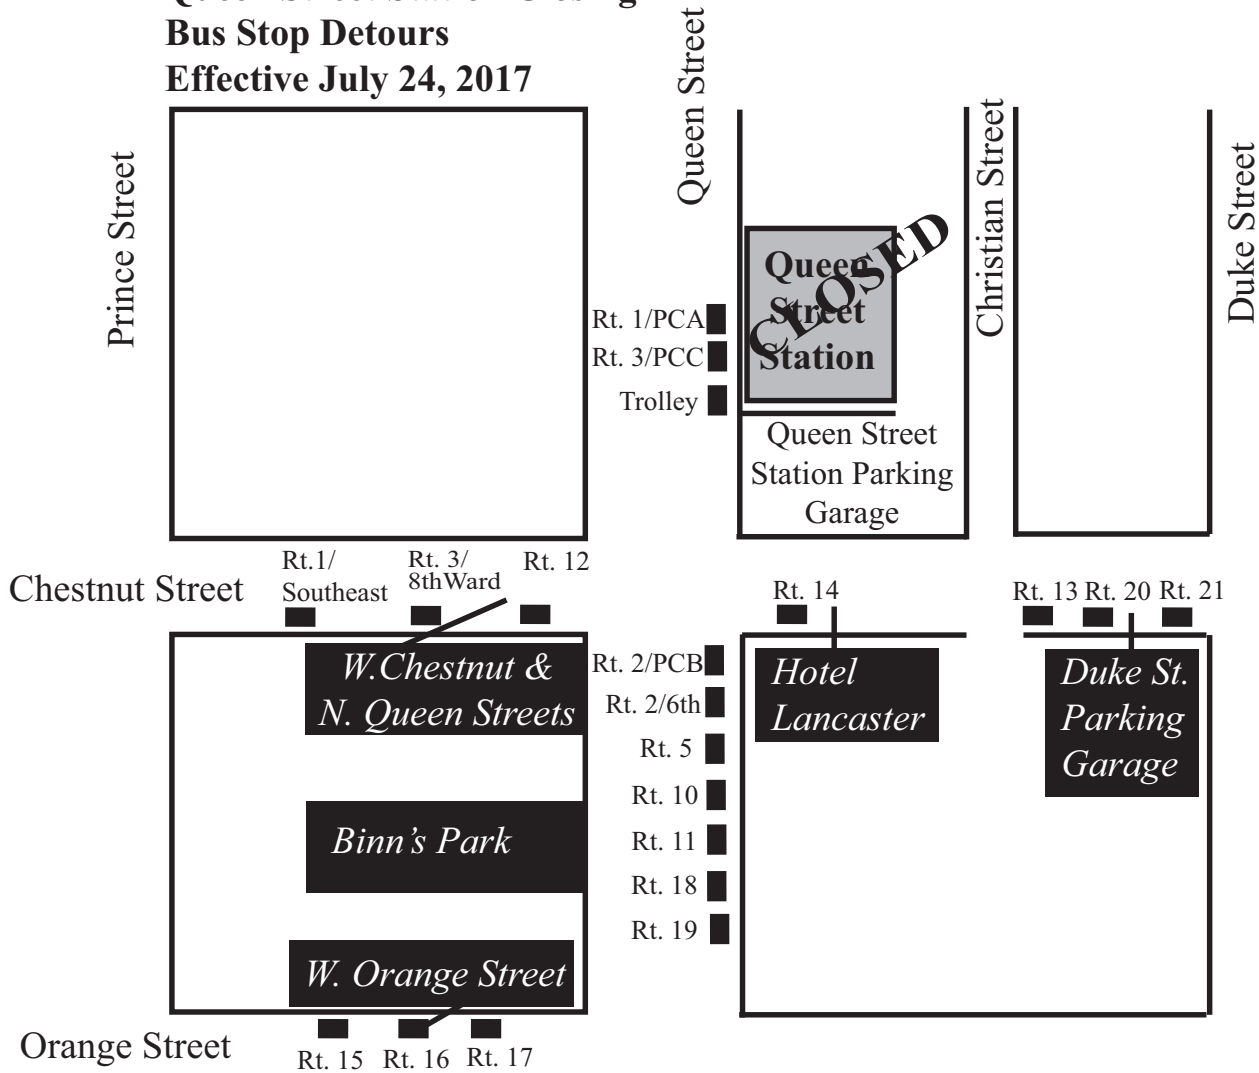 Bus Stop Detours
Effective July 24, 2017
Prince Street
Queen Street
Christian Street
Duke Street
Queen
Street
Station
CLOSED
Rt. 1/PCA
Rt. 3/PCC
Trolley
Queen Street
Station Parking
Garage
Chestnut Street
Rt.1/
Southeast
Rt. 3/
8thWard
Rt. 12
Rt. 14
Rt. 13 Rt. 20 Rt. 21
W.Chestnut &
N. Queen Streets
Rt. 2/PCB
Rt. 2/6th
Rt. 5
Rt. 10
Rt. 11
Rt. 18
Rt. 19
Hotel
Lancaster
Duke St.
Parking
Garage
Binn's Park
W. Orange Street
Orange Street
Rt. 15 Rt. 16 Rt. 17